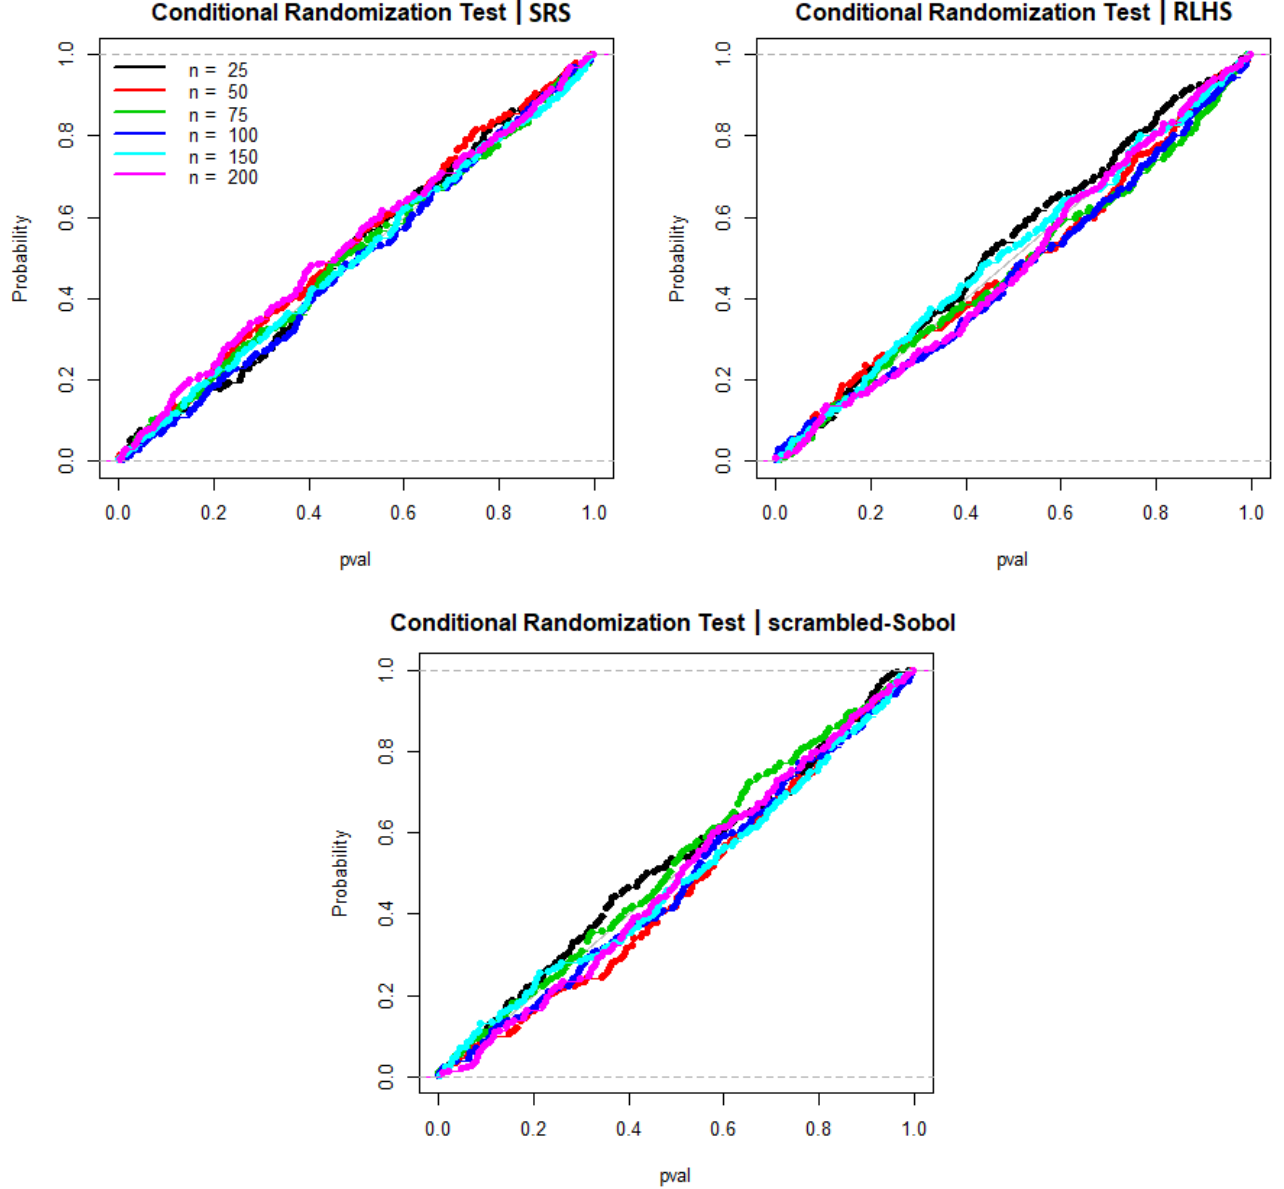 Conditional Randomization Test | SRS
n = 25
n = 50
n = 75
n = 100
n = 150
n = 200
Probability
0.0 0.2 0.4 0.6 0.8 1.0
0.0 0.2 0.4 0.6 0.8 1.0
pval
Conditional Randomization Test | RLHS
Probability
0.0 0.2 0.4 0.6 0.8 1.0
0.0 0.2 0.4 0.6 0.8 1.0
pval
Conditional Randomization Test | scrambled-Sobol
Probability
0.0 0.2 0.4 0.6 0.8 1.0
0.0 0.2 0.4 0.6 0.8 1.0
pval